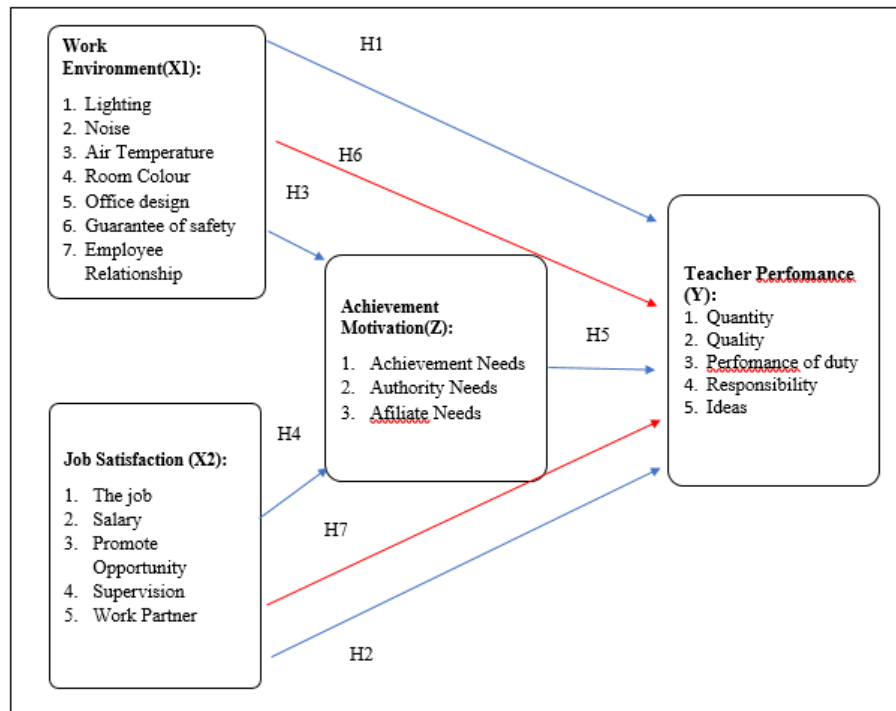 Work
Environment(X1):
1. Lighting
2. Noise
3. Air Temperature
4. Room Colour
5. Office design
6. Guarantee of safety
7. Employee
Relationship
H1
H6
H3
Achievement
Motivation(Z):
1. Achievement Needs
2. Authority Needs
3. Afiliate Needs
H5
Teacher Perfomance
(Y):
1. Quantity
2. Quality
3. Perfomance of duty
4. Responsibility
5. Ideas
H4
Job Satisfaction (X2):
1. The job
2. Salary
3. Promote
Opportunity
4. Supervision
5. Work Partner
H7
H2